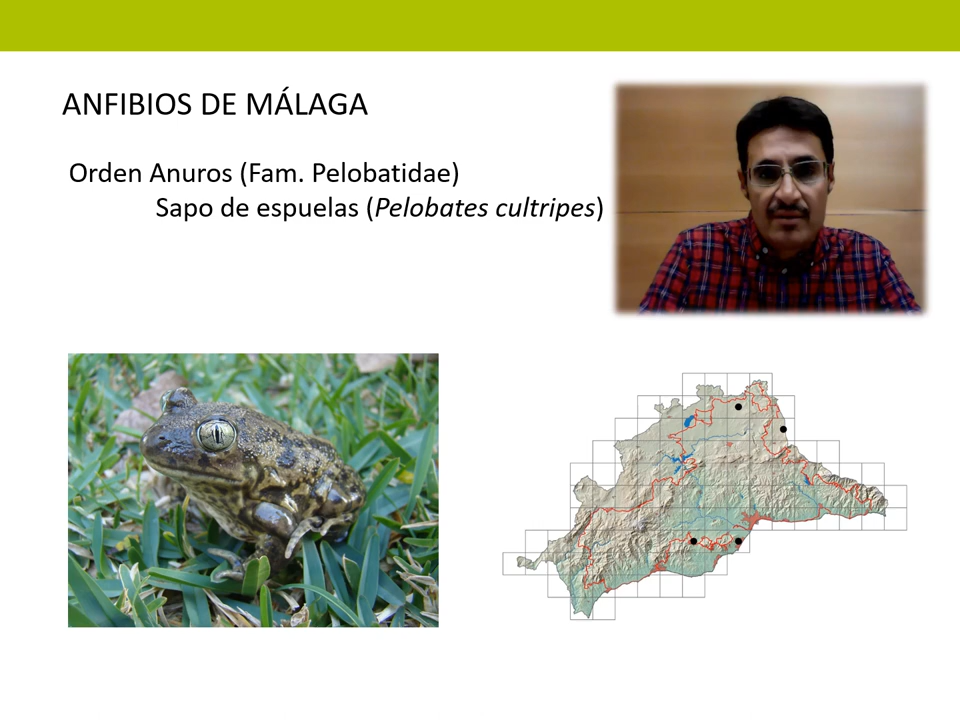 ANFIBIOS DE MÁLAGA
Orden Anuros (Fam. Pelobatidae)
Sapo de espuelas (Pelobates cultripes)